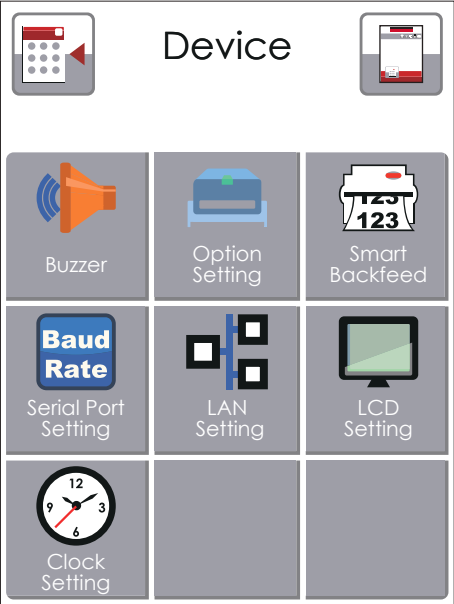 Device
Buzzer
Option
Setting
123
123
Smart
Backfeed
Baud
Rate
Serial Port
Setting
LAN
Setting
LCD
Setting
12
9
3
6
Clock
Setting